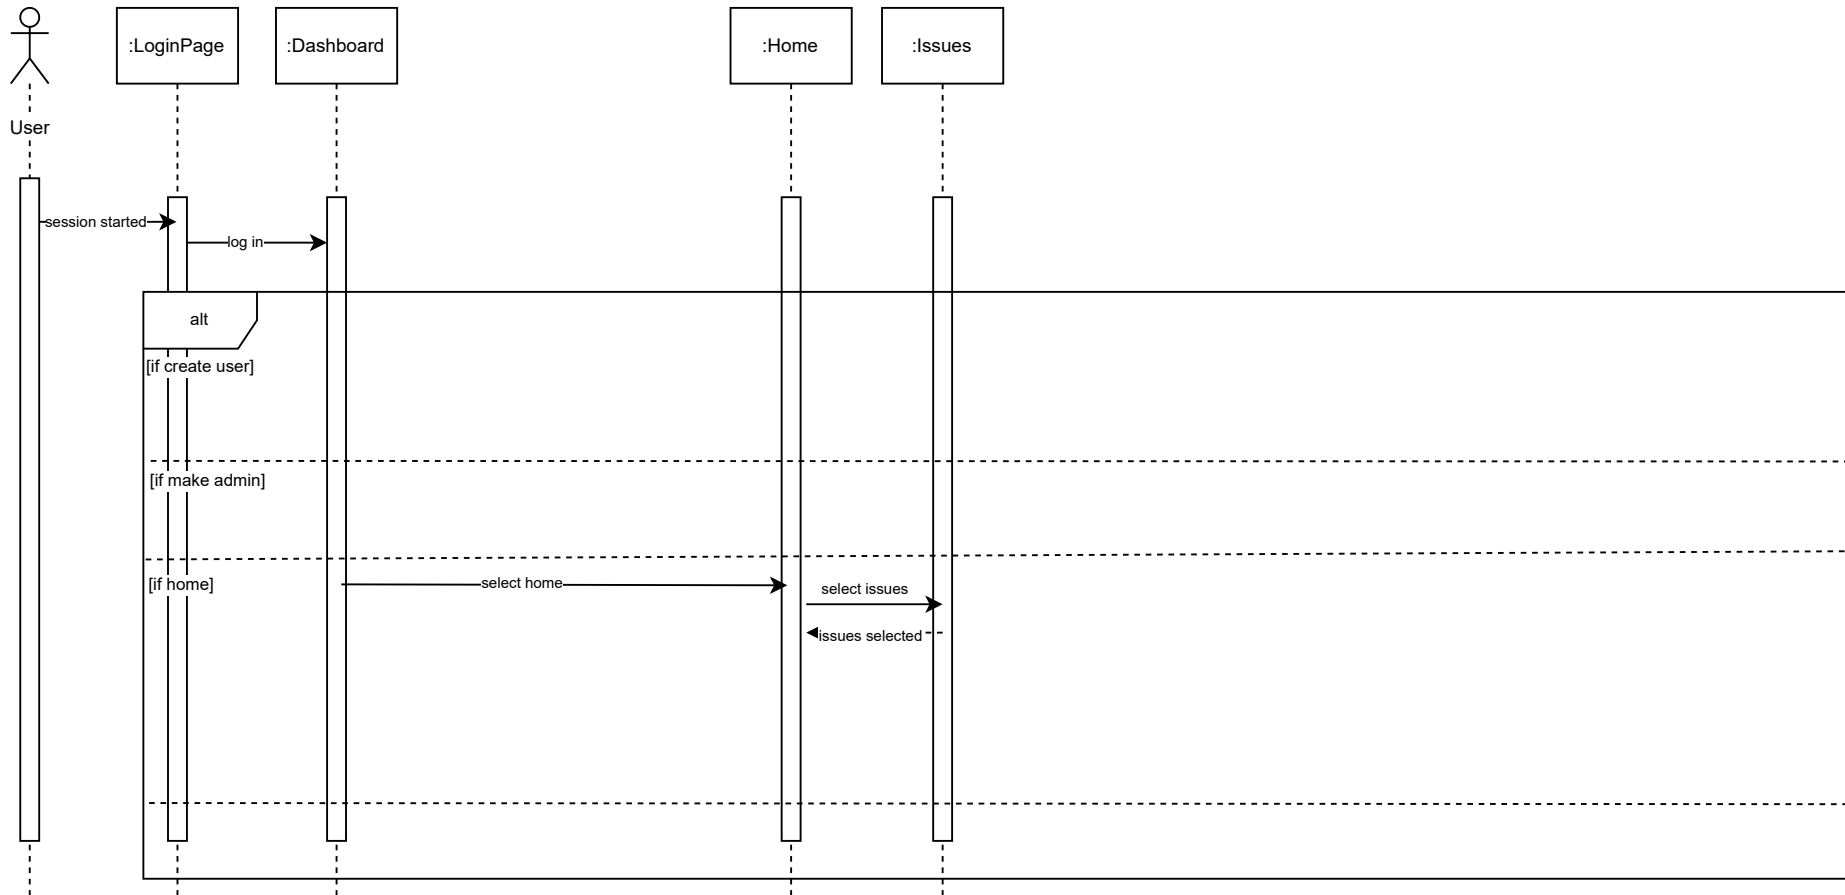 :LoginPage
:Dashboard
:Home
:Issues
User
session started
log in
alt
[if create user]
[if make admin]
[if home]
select home
select issues
issues selected